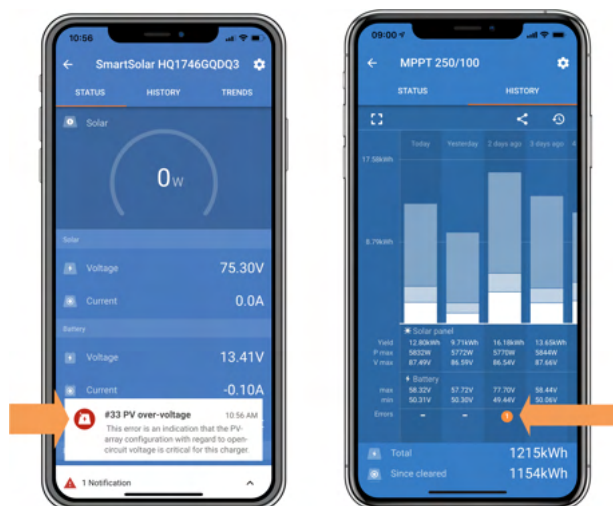 10:56
SmartSolar HQ1746GQDQ3
STATUS HISTORY TRENDS
Solar
0W
Solar
Voltage 75.30V
Current 0.0A
Battery
Voltage 13.41V
Current -0.10A
#33 PV over-voltage 10:56 AM
This error is an indication that the PV-
array configuration with regard to open-
circuit voltage is critical for this charger.
1 Notification
09:00
MPPT 250/100
STATUS HISTORY
Today Yesterday 2 days ago 3 days ago 4
17.58kWh
8.79kWh
Solar panel
Yield 12.80kWh 9.71kWh 16.18kWh 13.65kWh
P max 5832W 5772W 5770W 5844W
V max 87.49V 86.59V 86.54V 87.66V
Battery
max 58.32V 57.72V 77.70V 58.44V
min 50.31V 50.30V 49.44V 50.06V
Errors - - 1
Total 1215kWh
Since cleared 1154kWh